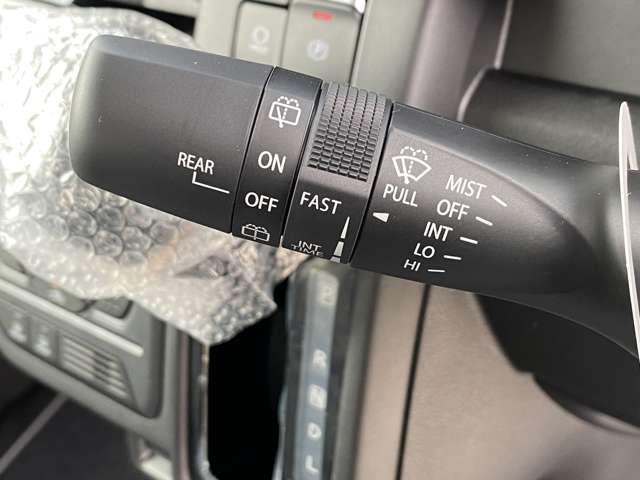 REAR
ON
OFF
FAST
INT
TIME
PULL
MIST
OFF
INT
LO
HI
R
N
D
L